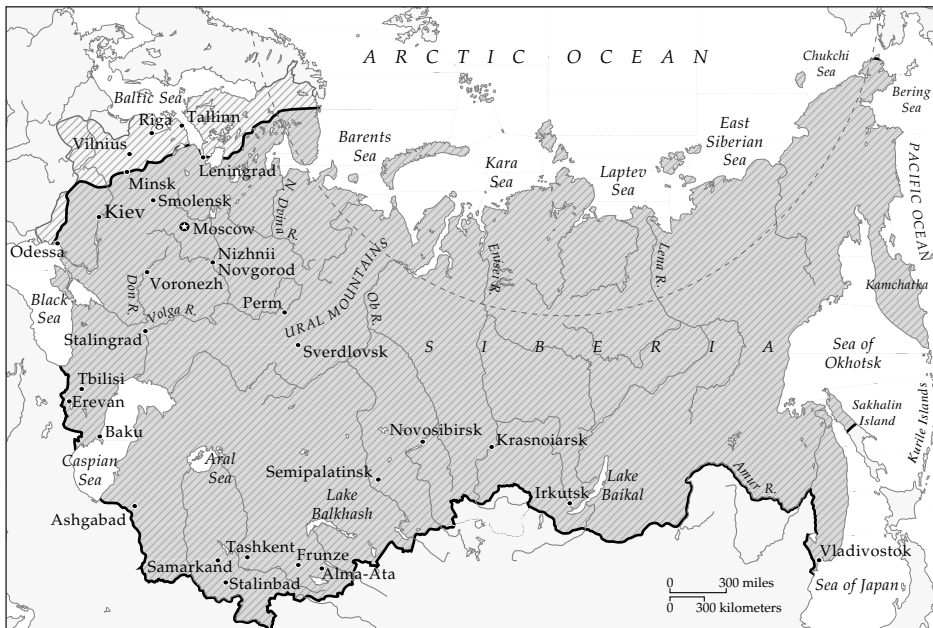 ARCTIC OCEAN
Chukchi
Sea
Bering
Sea
Baltic Sea
Riga
Tallinn
Vilnius
Leningrad
Barents
Sea
Kara
Sea
Laptev
Sea
East
Siberian
Sea
PACIFIC OCEAN
Minsk
Smolensk
Kiev
Moscow
N. Dvina R.
Odessa
Nizhnii
Novgorod
Voronezh
Don R.
Volga R.
Perm
URAL MOUNTAINS
Ob R.
Enisei R.
Lena R.
Kamchatka
Black
Sea
Stalingrad
Sverdlovsk
SIBERIA
Sea of
Okhotsk
Tbilisi
Erevan
Baku
Sakhalin
Island
Kurile Islands
Caspian
Sea
Aral
Sea
Novosibirsk
Krasnoiarsk
Semipalatinsk
Lake
Balkhash
Irkutsk
Lake
Baikal
Amur R.
Ashgabad
Tashkent
Samarkand
Stalinbad
Frunze
Alma-Ata
Vladivostok
Sea of Japan
0 300 miles
0 300 kilometers